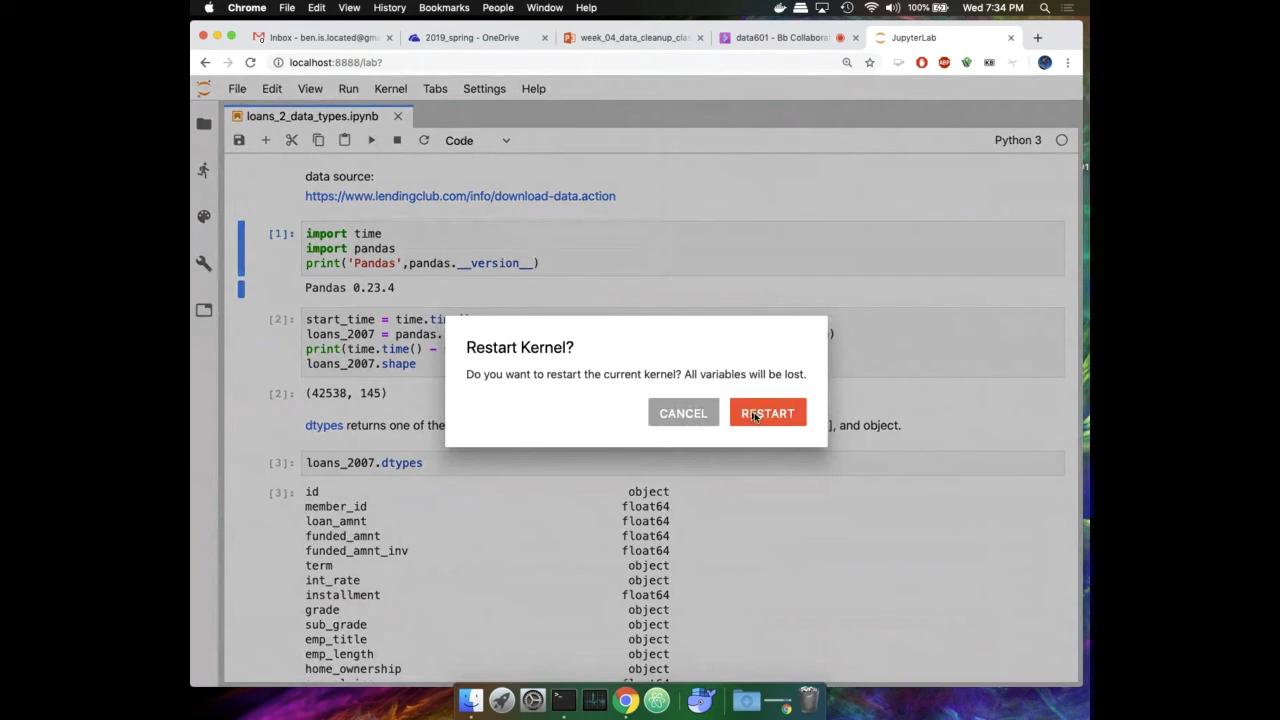 Chrome File Edit View History Bookmarks People Window Help 100% Wed 7:34 PM
Inbox - ben.is.located@gm 2019_spring - OneDrive week_04_data_cleanup_clas data601 - Bb Collabora JupyterLab
localhost:8888/lab?
File Edit View Run Kernel Tabs Settings Help
loans_2_data_types.ipynb
Code Python 3
data source:
https://www.lendingclub.com/info/download-data.action
[1]: import time
import pandas
print('Pandas',pandas.__version__)
Pandas 0.23.4
[2]: start_time = time.ti
loans_2007 = pandas. )
print(time.time() -
loans_2007.shape
Restart Kernel?
Do you want to restart the current kernel? All variables will be lost.
CANCEL RESTART
[2]: (42538, 145)
dtypes returns one of the ], and object.
[3]: loans_2007.dtypes
[3]: id object
member_id float64
loan_amnt float64
funded_amnt float64
funded_amnt_inv float64
term object
int_rate object
installment float64
grade object
sub_grade object
emp_title object
emp_length object
home_ownership object